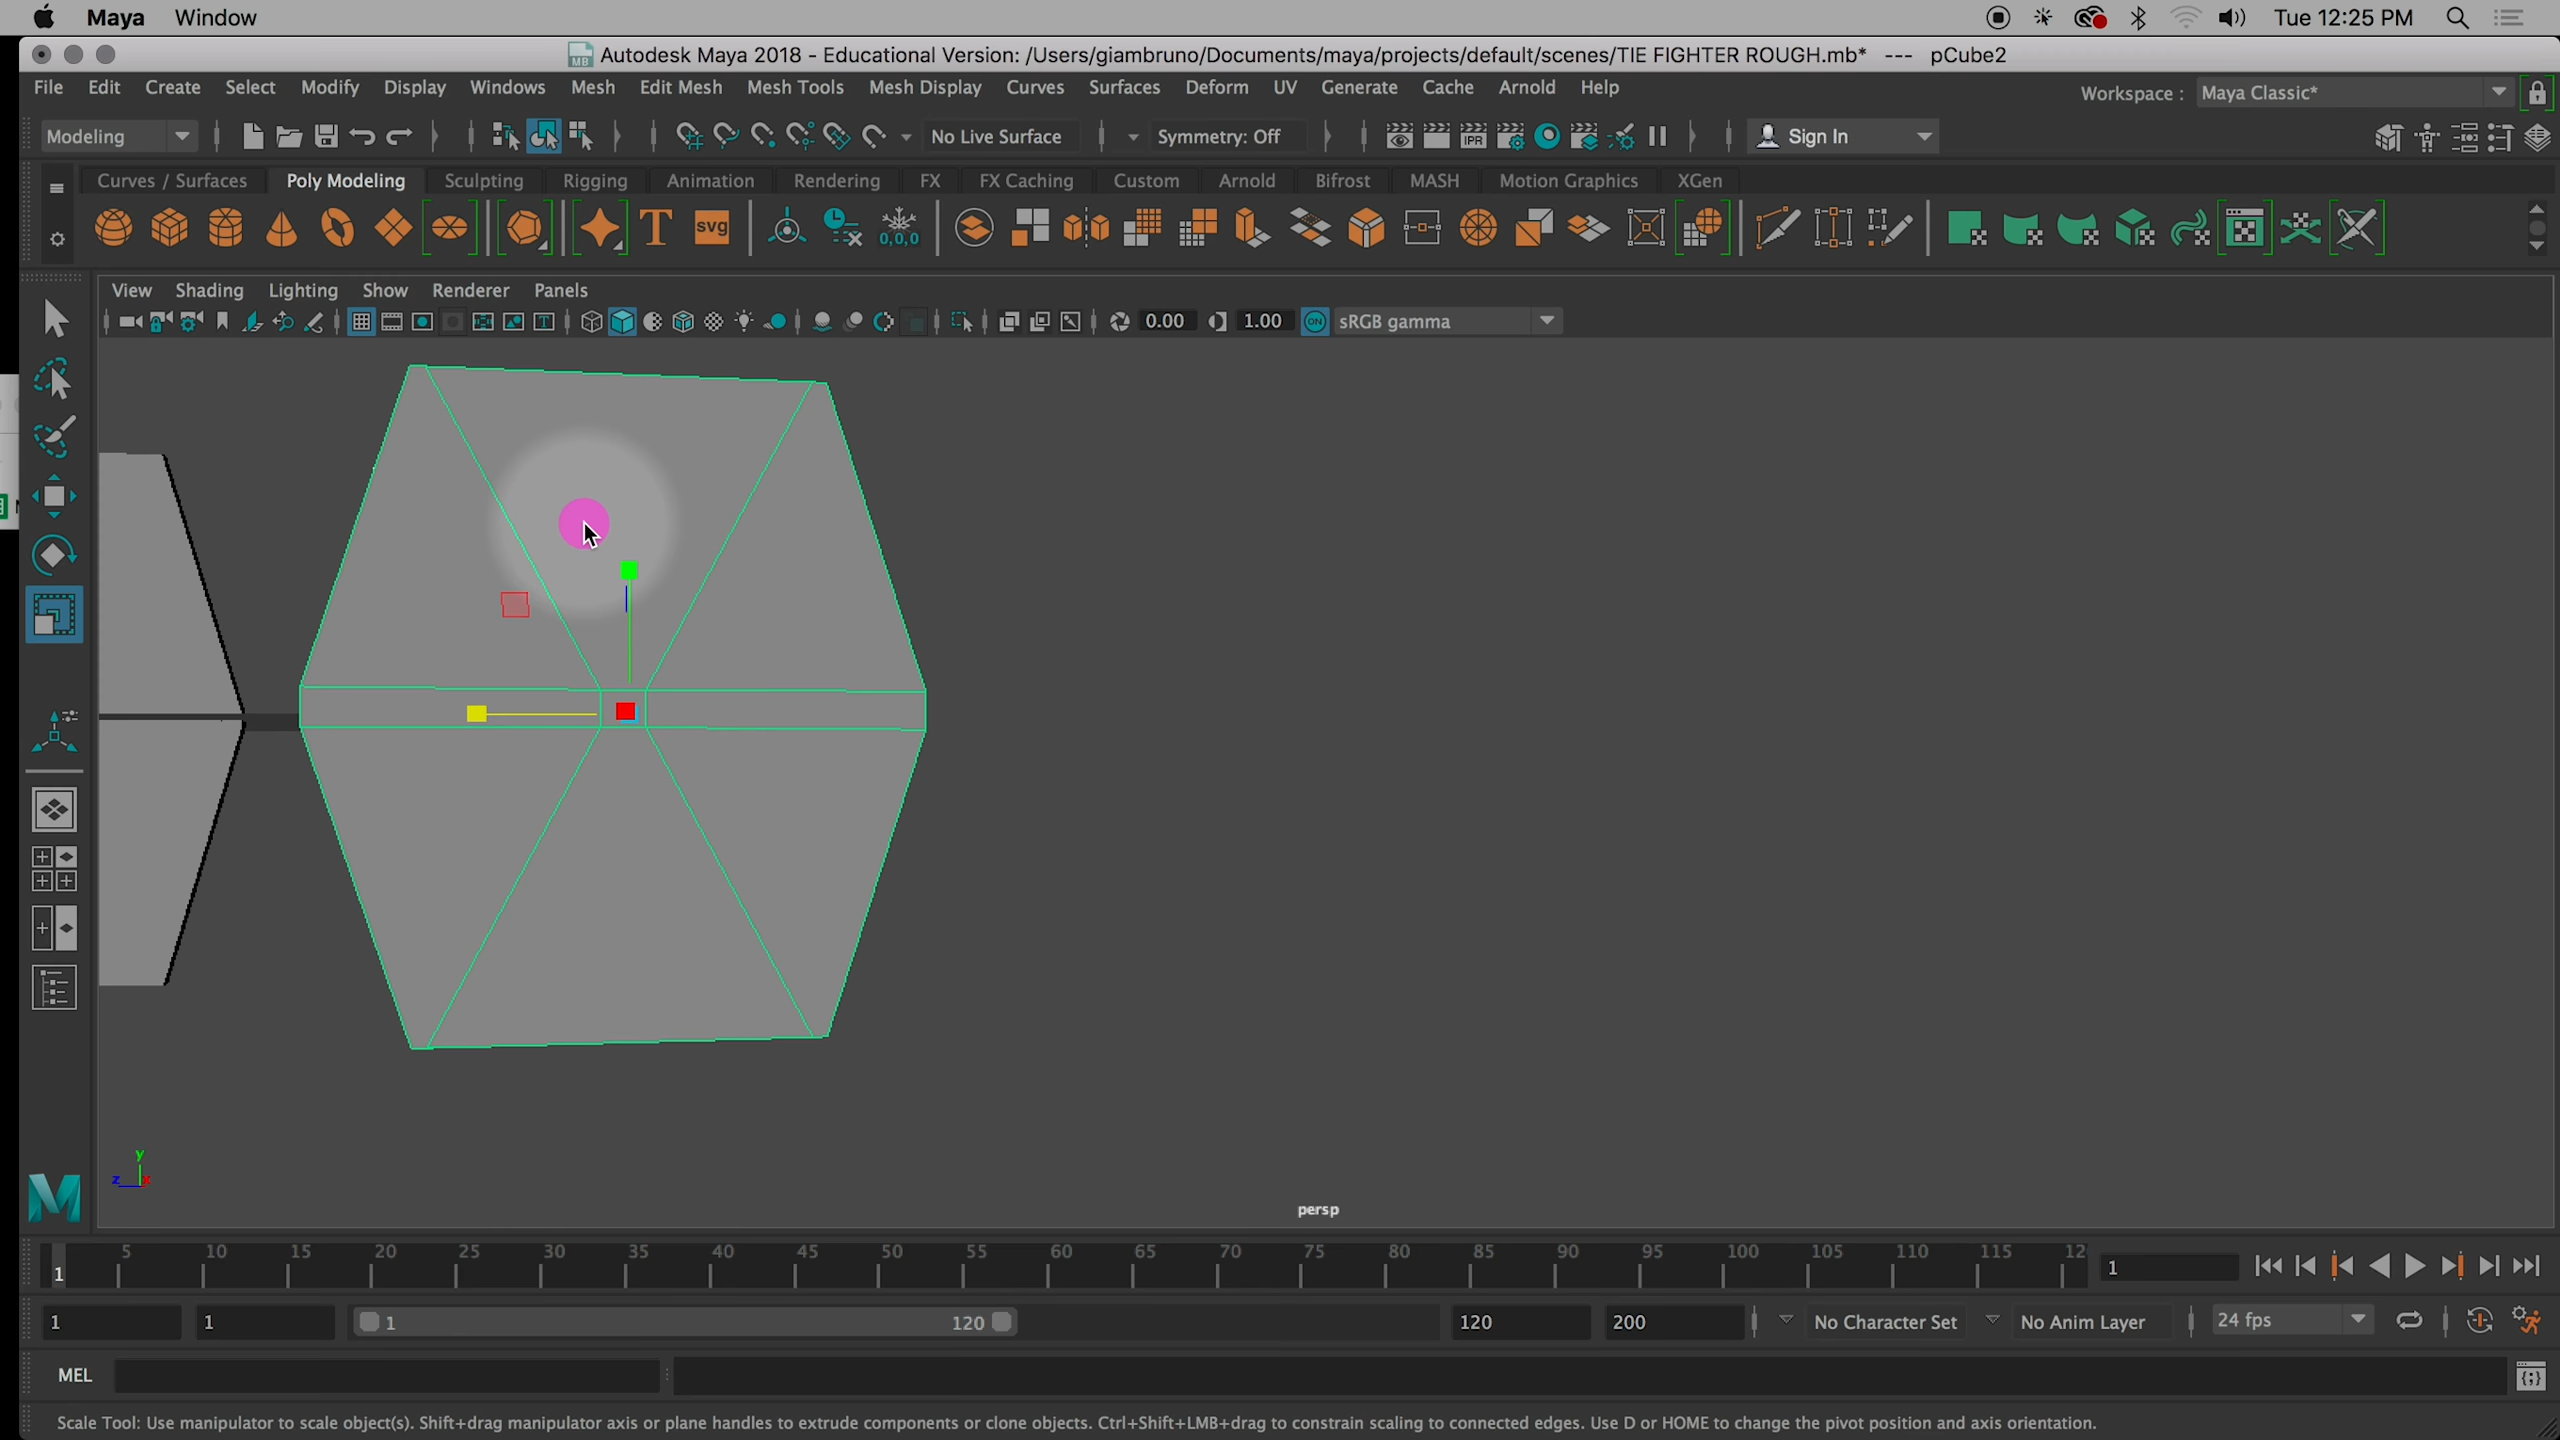 Maya Window Tue 12:25 PM
MB Autodesk Maya 2018 - Educational Version: /Users/giambruno/Documents/maya/projects/default/scenes/TIE FIGHTER ROUGH.mb* --- pCube2
File Edit Create Select Modify Display Windows Mesh Edit Mesh Mesh Tools Mesh Display Curves Surfaces Deform UV Generate Cache Arnold Help Workspace : Maya Classic*
Modeling No Live Surface Symmetry: Off IPR Sign In
Curves / Surfaces Poly Modeling Sculpting Rigging Animation Rendering FX FX Caching Custom Arnold Bifrost MASH Motion Graphics XGen
T svg 0,0,0
View Shading Lighting Show Renderer Panels
T 0.00 1.00 ON sRGB gamma
y
z x
persp
M
5 10 15 20 25 30 35 40 45 50 55 60 65 70 75 80 85 90 95 100 105 110 115 12
1 1
1 1 1 120 120 200 No Character Set No Anim Layer 24 fps
MEL
Scale Tool: Use manipulator to scale object(s). Shift+drag manipulator axis or plane handles to extrude components or clone objects. Ctrl+Shift+LMB+drag to constrain scaling to connected edges. Use D or HOME to change the pivot position and axis orientation.